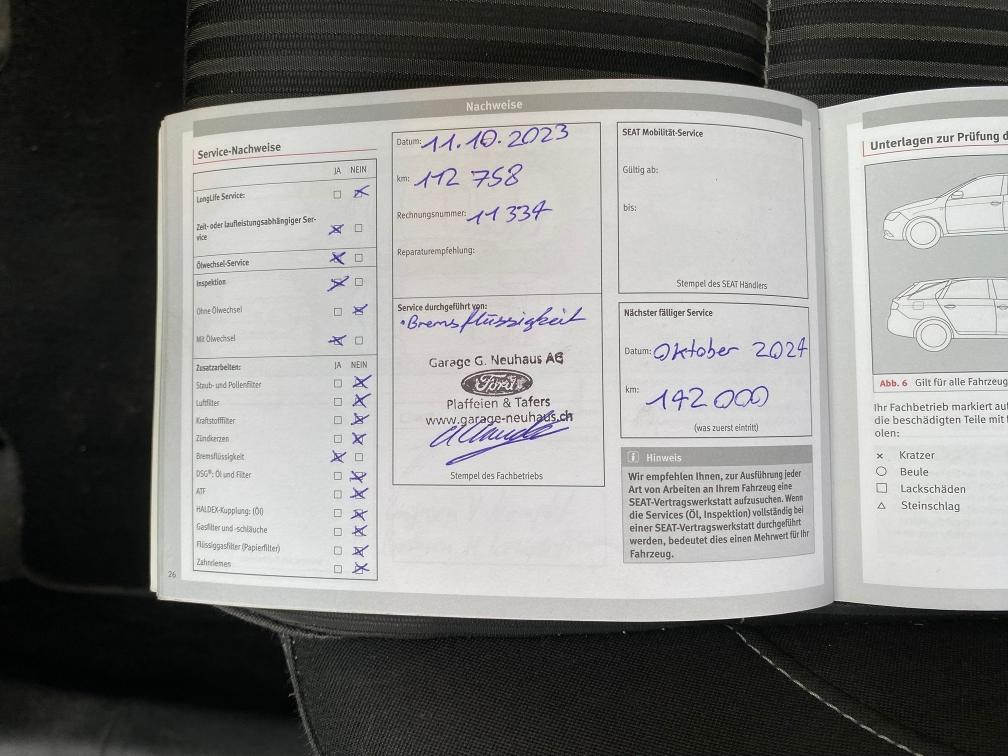 Nachweise
Service-Nachweise
JA NEIN
LongLife Service:
Zeit- oder laufleistungsabhängiger Ser-
vice
Ölwechsel-Service
Inspektion
Ohne Ölwechsel
Mit Ölwechsel
Zusatzarbeiten: JA NEIN
Staub- und Pollenfilter
Luftfilter
Kraftstofffilter
Zündkerzen
Bremsflüssigkeit
DSG®: Öl und Filter
ATF
HALDEX-Kupplung: (Öl)
Gasfilter und -schläuche
Flüssiggasfilter (Papierfilter)
Zahnriemen
26
Datum: 11.10.2023
km: 112 758
Rechnungsnummer: 11 334
Reparaturempfehlung:
Service durchgeführt von:
• Bremsflüssigkeit
Garage G. Neuhaus AG
Ford
Plaffeien & Tafers
www.garage-neuhaus.ch
Stempel des Fachbetriebs
SEAT Mobilität-Service
Gültig ab:
bis:
Stempel des SEAT Händlers
Nächster fälliger Service
Datum: Oktober 2024
km: 142 000
(was zuerst eintritt)
Hinweis
Wir empfehlen Ihnen, zur Ausführung jeder
Art von Arbeiten an Ihrem Fahrzeug eine
SEAT-Vertragswerkstatt aufzusuchen. Wenn
die Services (Öl, Inspektion) vollständig bei
einer SEAT-Vertragswerkstatt durchgeführt
werden, bedeutet dies einen Mehrwert für Ihr
Fahrzeug.
Unterlagen zur Prüfung
Abb. 6 Gilt für alle Fahrzeug
Ihr Fachbetrieb markiert auf
die beschädigten Teile mit
olen:
Kratzer
Beule
Lackschäden
Steinschlag